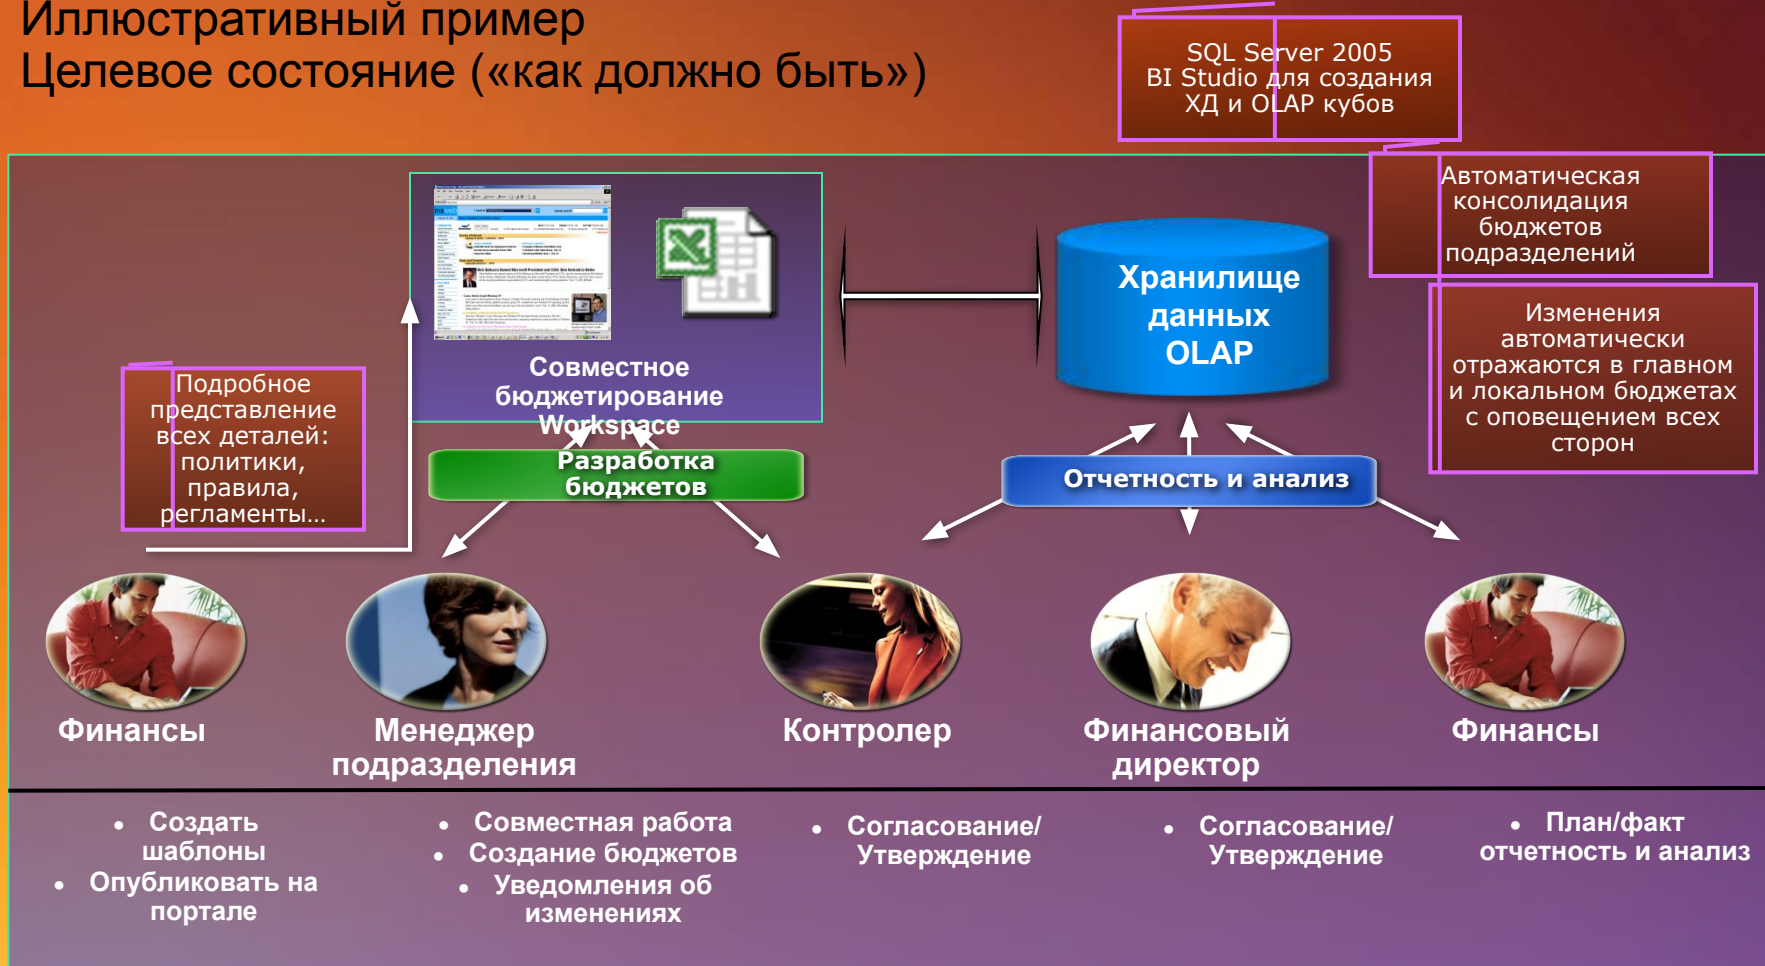 Иллюстративный пример
Целевое состояние («как должно быть»)
SQL Server 2005
BI Studio для создания
ХД и OLAP кубов
Автоматическая
консолидация
бюджетов
подразделений
Изменения
автоматически
отражаются в главном
и локальном бюджетах
с оповещением всех
сторон
Хранилище
данных
OLAP
Совместное
бюджетирование
Workspace
Подробное
представление
всех деталей:
политики,
правила,
регламенты…
Разработка
бюджетов
Отчетность и анализ
Финансы
Менеджер
подразделения
Контролер
Финансовый
директор
Финансы
• Создать
шаблоны
• Опубликовать на
портале
• Совместная работа
• Создание бюджетов
• Уведомления об
изменениях
• Согласование/
Утверждение
• Согласование/
Утверждение
• План/факт
отчетность и анализ